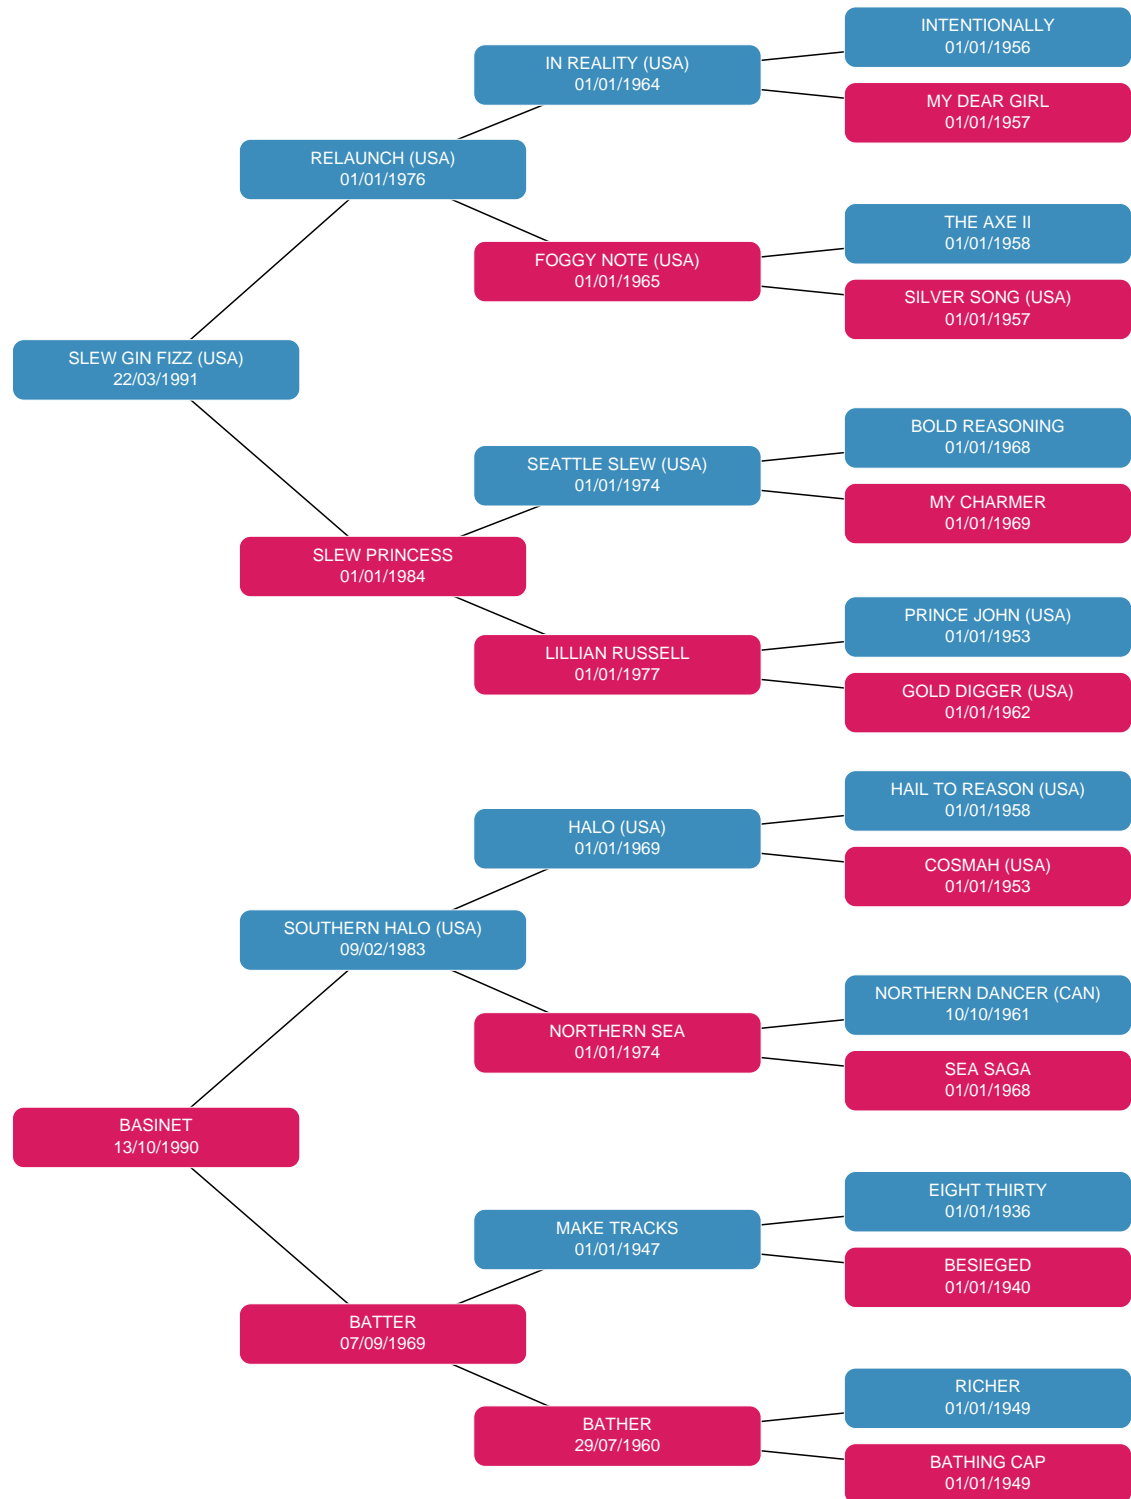 INTENTIONALLY
01/01/1956
IN REALITY (USA)
01/01/1964
MY DEAR GIRL
01/01/1957
RELAUNCH (USA)
01/01/1976
THE AXE II
01/01/1958
FOGGY NOTE (USA)
01/01/1965
SILVER SONG (USA)
01/01/1957
SLEW GIN FIZZ (USA)
22/03/1991
BOLD REASONING
01/01/1968
SEATTLE SLEW (USA)
01/01/1974
MY CHARMER
01/01/1969
SLEW PRINCESS
01/01/1984
PRINCE JOHN (USA)
01/01/1953
LILLIAN RUSSELL
01/01/1977
GOLD DIGGER (USA)
01/01/1962
HAIL TO REASON (USA)
01/01/1958
HALO (USA)
01/01/1969
COSMAH (USA)
01/01/1953
SOUTHERN HALO (USA)
09/02/1983
NORTHERN DANCER (CAN)
10/10/1961
NORTHERN SEA
01/01/1974
SEA SAGA
01/01/1968
BASINET
13/10/1990
EIGHT THIRTY
01/01/1936
MAKE TRACKS
01/01/1947
BESIEGED
01/01/1940
BATTER
07/09/1969
RICHER
01/01/1949
BATHER
29/07/1960
BATHING CAP
01/01/1949